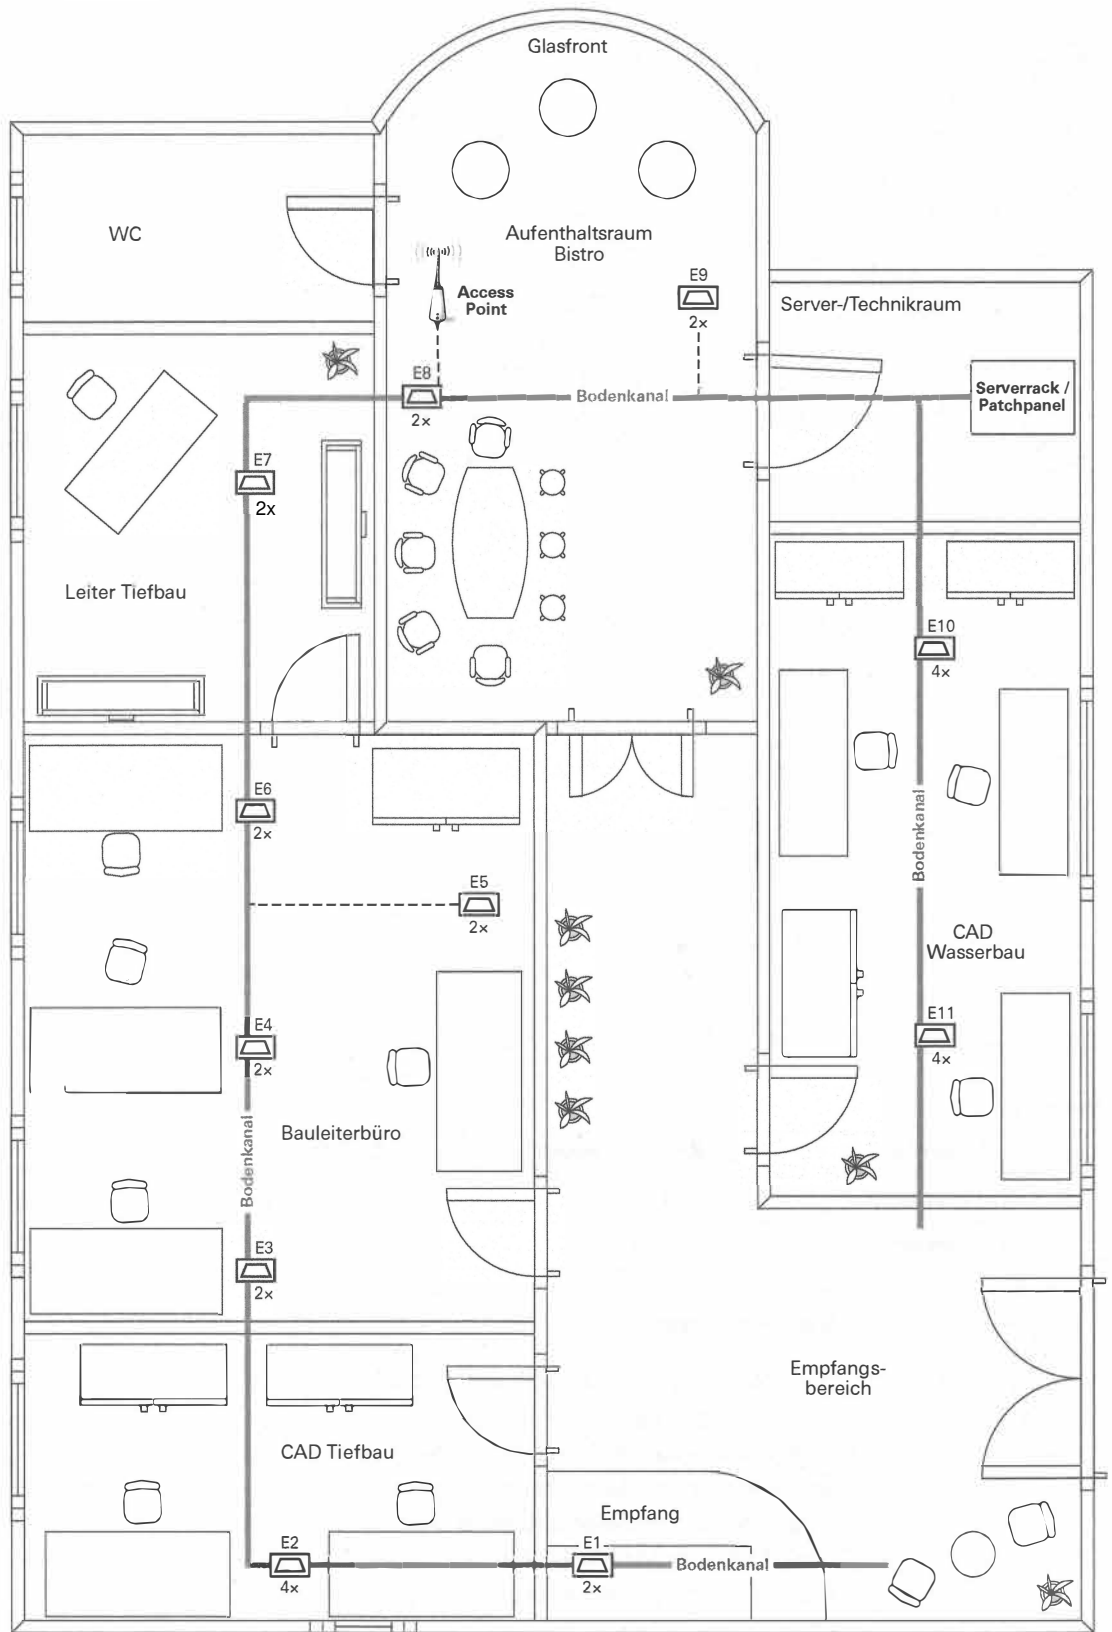 Glasfront
WC
Aufenthaltsraum
Bistro
Access
Point
E9
2×
Server-/Technikraum
E8
2×
Bodenkanal
Serverrack /
Patchpanel
E7
2x
Leiter Tiefbau
E10
4×
E6
2×
Bodenkanal
E5
2×
CAD
Wasserbau
E4
2×
E11
4×
Bauleiterbüro
Bodenkanal
E3
2×
Empfangs-
bereich
CAD Tiefbau
Empfang
E2
4×
E1
2×
Bodenkanal